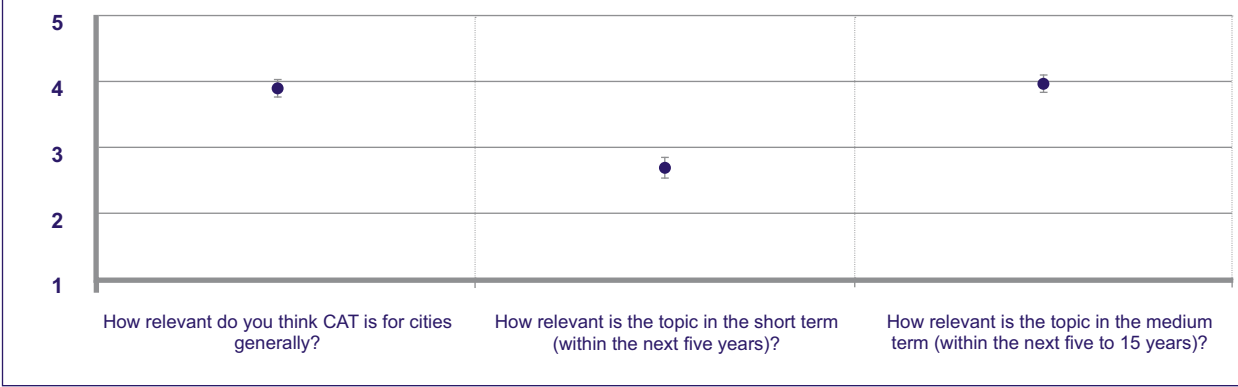 5
4
3
2
1
How relevant do you think CAT is for cities
generally?
How relevant is the topic in the short term
(within the next five years)?
How relevant is the topic in the medium
term (within the next five to 15 years)?